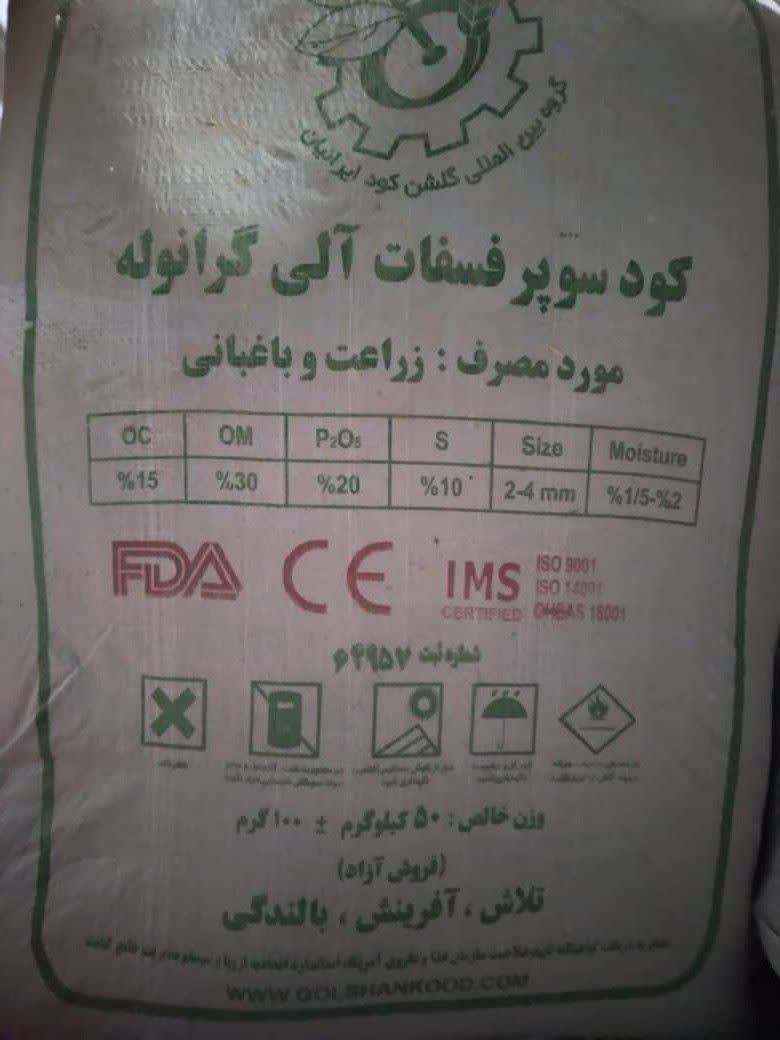 گروه بین المللی گلشن کود ایرانیان
کود سوپر فسفات آلی گرانوله
مورد مصرف : زراعت و باغبانی
OC OM P₂O₅ S Size Moisture
%15 %30 %20 %10 2-4 mm %1/5-%2
FDA CE IMS CERTIFIED
ISO 9001
ISO 14001
OHSAS 18001
شماره ثبت ۶۴۹۵۷
وزن خالص : ۵۰ کیلوگرم ± ۱۰۰ گرم
(فروش آزاد)
تلاش ، آفرینش ، بالندگی
WWW.GOLSHANKOOD.COM